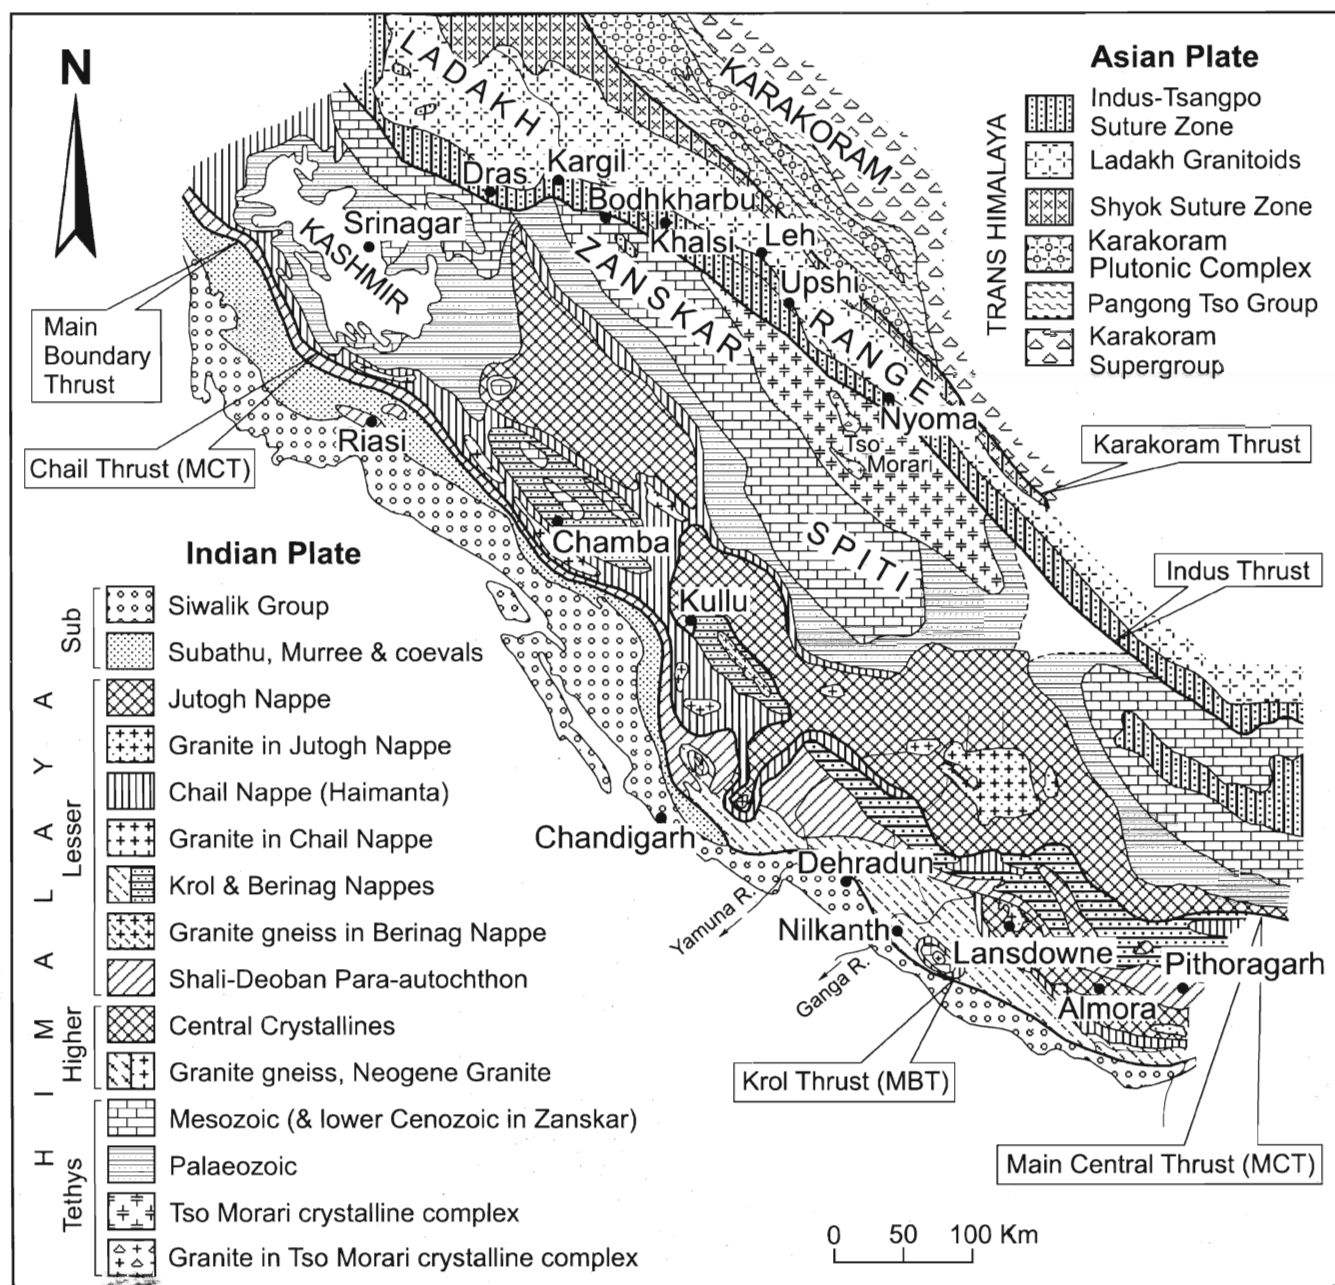 N
LADAKH
KARAKORAM
Kargil
Dras
Bodhkharbu
Khalsi
Leh
Upshi
Srinagar
KASHMIR
ZANSKAR
RANGE
Nyoma
Tso
Morari
Riasi
SPITI
Chamba
Kullu
Chandigarh
Dehradun
Yamuna R.
Nilkanth
Ganga R.
Lansdowne
Pithoragarh
Almora
Main
Boundary
Thrust
Chail Thrust (MCT)
Karakoram Thrust
Indus Thrust
Krol Thrust (MBT)
Main Central Thrust (MCT)
Asian Plate
TRANS HIMALAYA
Indus-Tsangpo
Suture Zone
Ladakh Granitoids
Shyok Suture Zone
Karakoram
Plutonic Complex
Pangong Tso Group
Karakoram
Supergroup
Indian Plate
HIMALAYA
Sub
Siwalik Group
Subathu, Murree & coevals
Lesser
Jutogh Nappe
Granite in Jutogh Nappe
Chail Nappe (Haimanta)
Granite in Chail Nappe
Krol & Berinag Nappes
Granite gneiss in Berinag Nappe
Shali-Deoban Para-autochthon
Higher
Central Crystallines
Granite gneiss, Neogene Granite
Tethys
Mesozoic (& lower Cenozoic in Zanskar)
Palaeozoic
Tso Morari crystalline complex
Granite in Tso Morari crystalline complex
0 50 100 Km